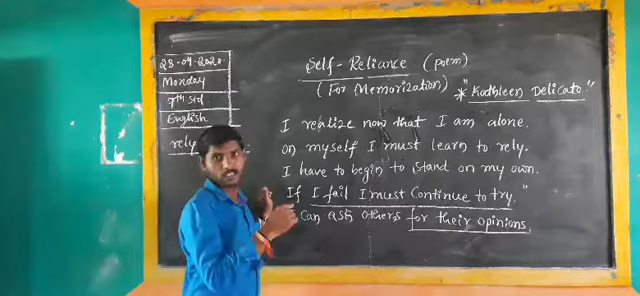 28-09-2020
Monday
9th Std
English
rely
Self-Reliance (poem)
(For Memorization)
* "Kathleen Delicato"
I realize now that I am alone.
on myself I must learn to rely.
I have to begin to stand on my own.
If I fail I must Continue to try."
Can ask others for their opinions.